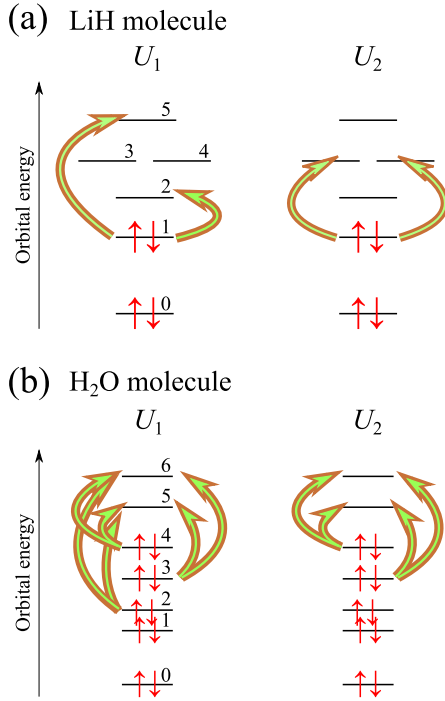 (a) LiH molecule
U₁ U₂
Orbital energy
5
3 4
2
1
0
(b) H₂O molecule
U₁ U₂
Orbital energy
6
5
4
3
2
1
0